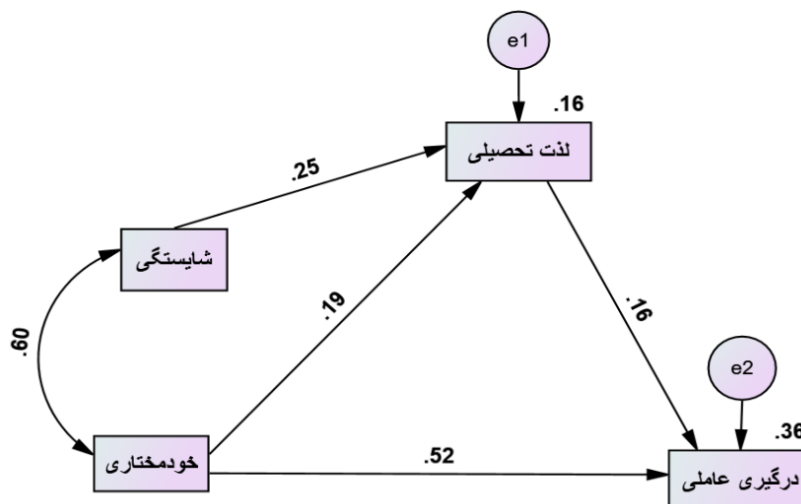 e1
.16
لذت تحصیلی
.25
شایستگی
.19
.60
.16
e2
.36
خودمختاری
.52
درگیری عاملی